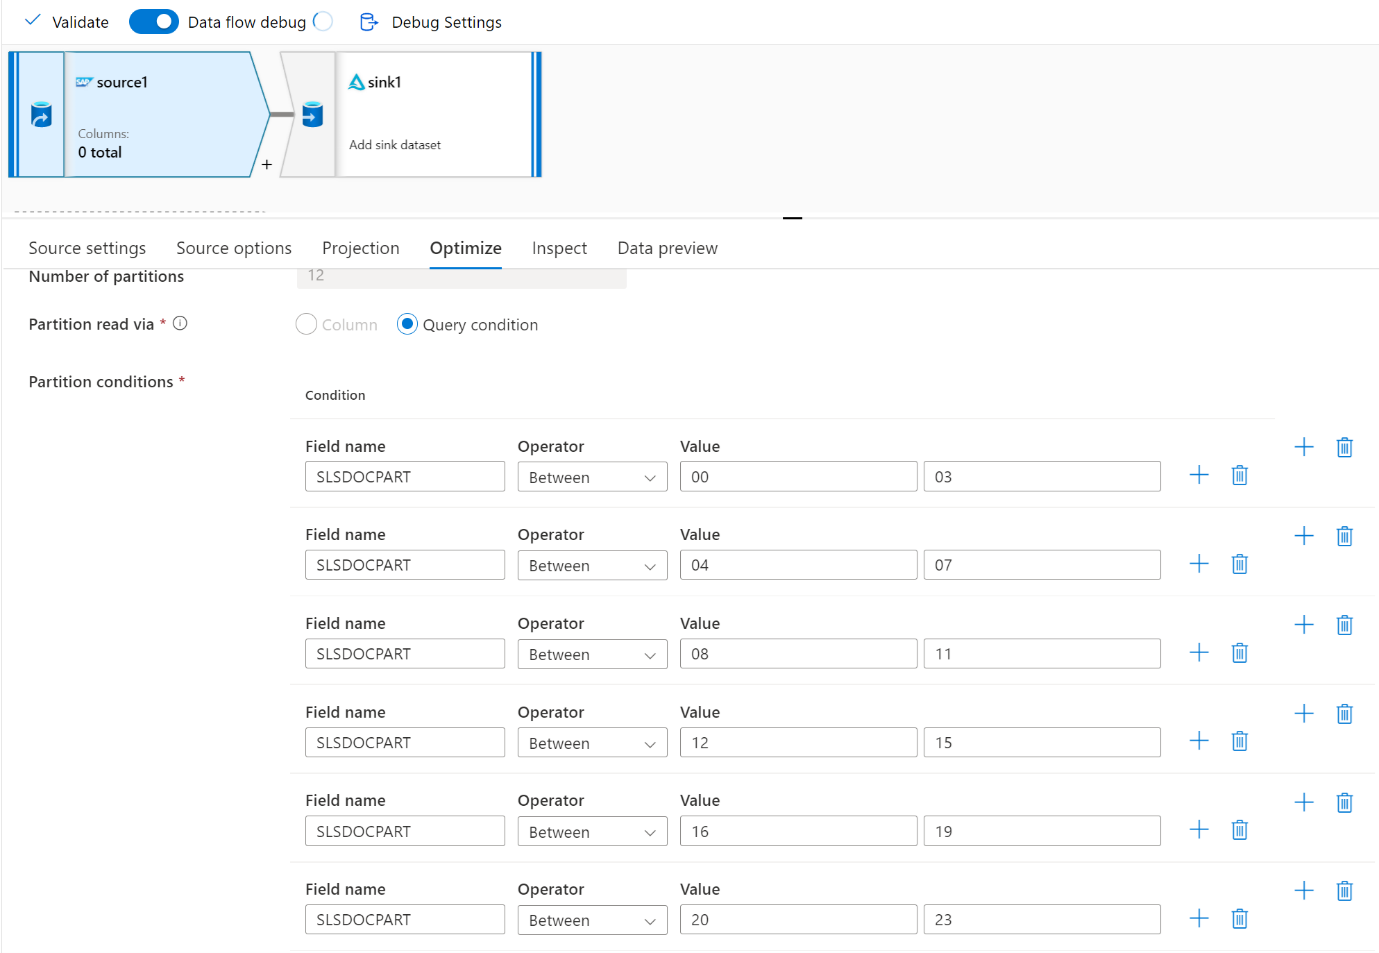 Validate Data flow debug Debug Settings
SAP source1
sink1
Columns:
0 total
Add sink dataset
+
Source settings Source options Projection Optimize Inspect Data preview
Number of partitions 12
Partition read via * Column Query condition
Partition conditions *
Condition
Field name Operator Value
SLSDOCPART Between 00 03
Field name Operator Value
SLSDOCPART Between 04 07
Field name Operator Value
SLSDOCPART Between 08 11
Field name Operator Value
SLSDOCPART Between 12 15
Field name Operator Value
SLSDOCPART Between 16 19
Field name Operator Value
SLSDOCPART Between 20 23